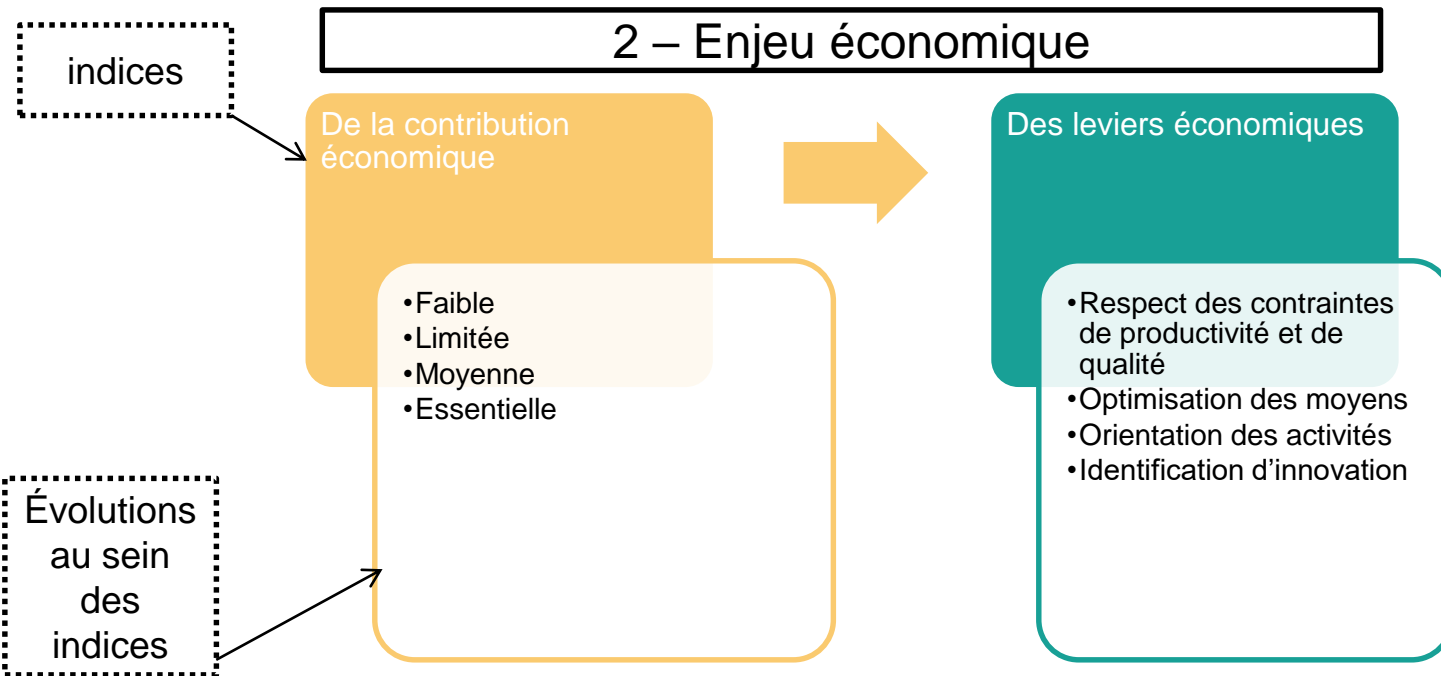 2 – Enjeu économique
indices
De la contribution
économique
•Faible
•Limitée
•Moyenne
•Essentielle
Des leviers économiques
•Respect des contraintes
de productivité et de
qualité
•Optimisation des moyens
•Orientation des activités
•Identification d’innovation
Évolutions
au sein
des
indices